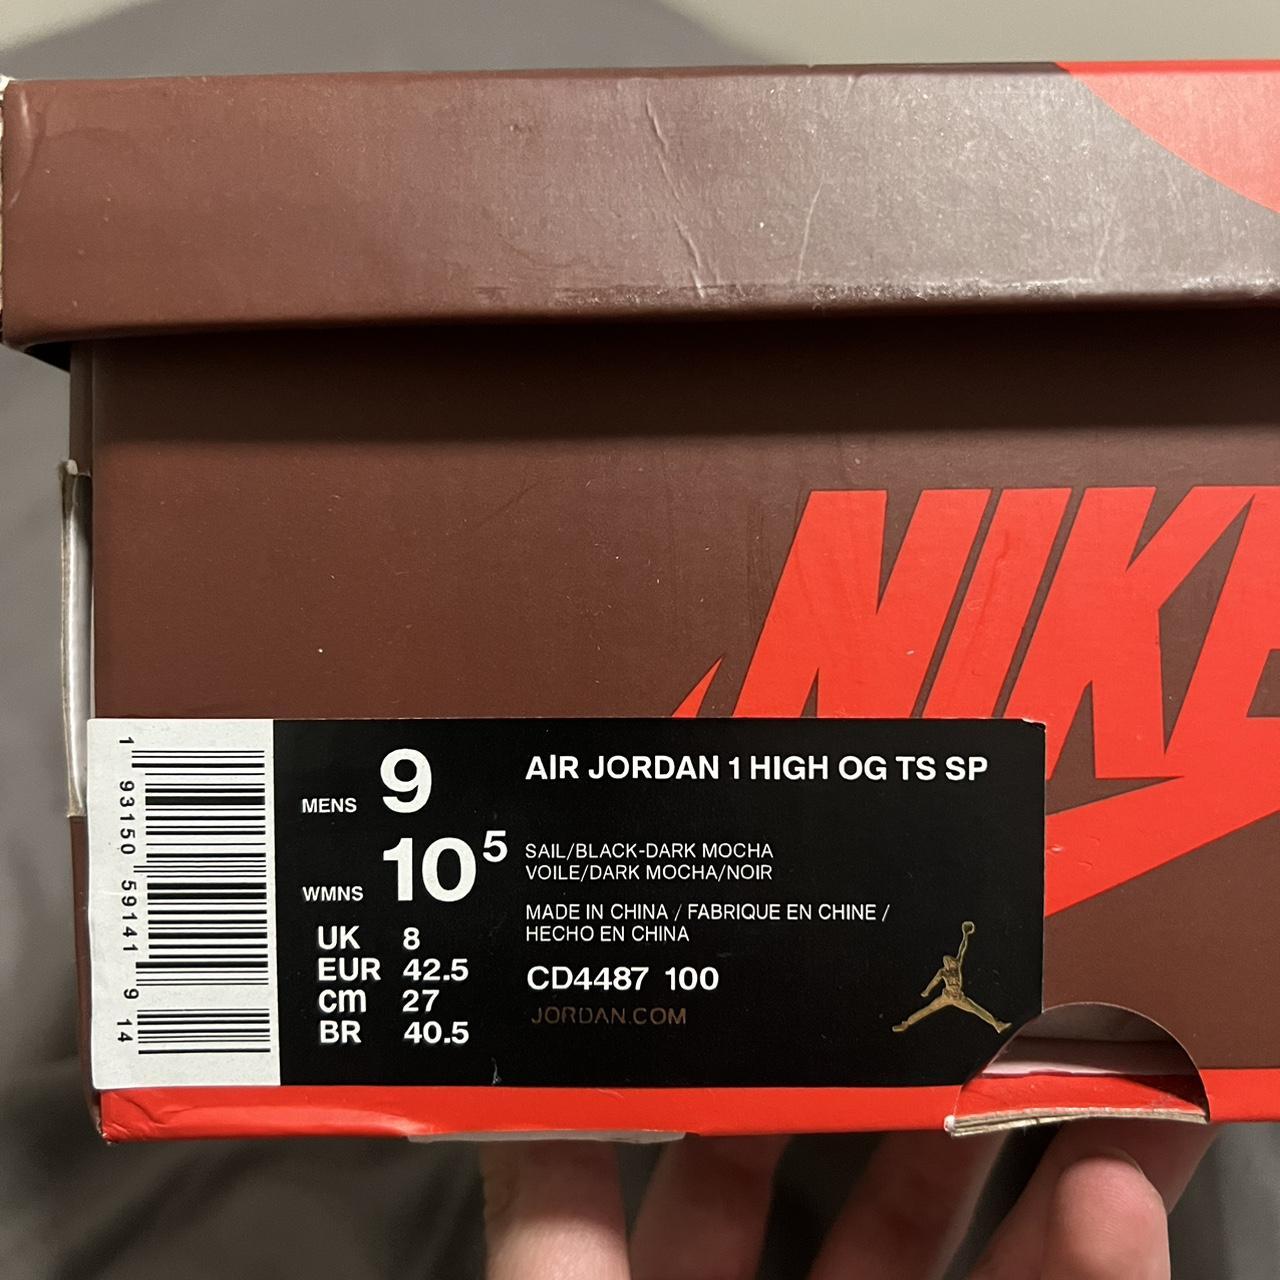 NIKE
MENS 9
WMNS 10⁵
UK 8
EUR 42.5
cm 27
BR 40.5
AIR JORDAN 1 HIGH OG TS SP
SAIL/BLACK-DARK MOCHA
VOILE/DARK MOCHA/NOIR
MADE IN CHINA / FABRIQUE EN CHINE /
HECHO EN CHINA
CD4487 100
JORDAN.COM
1 93150 59141 9 14